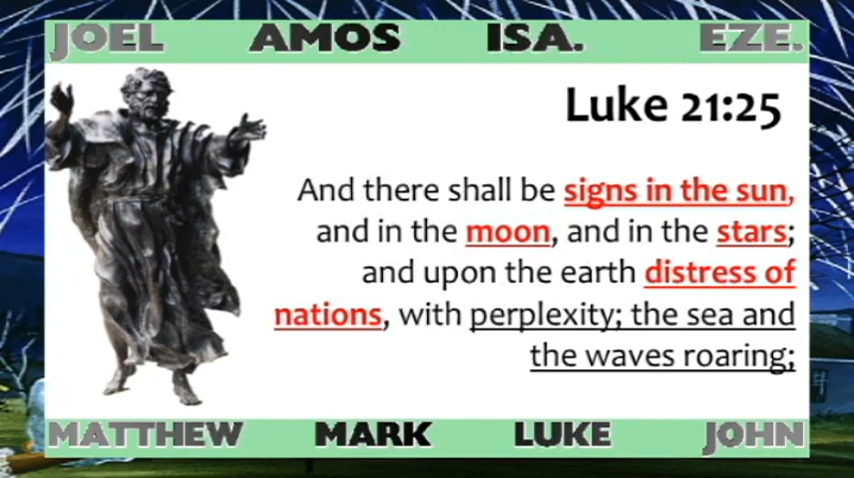 JOEL AMOS ISA. EZE.
Luke 21:25
And there shall be signs in the sun,
and in the moon, and in the stars;
and upon the earth distress of
nations, with perplexity; the sea and
the waves roaring;
MATTHEW MARK LUKE JOHN